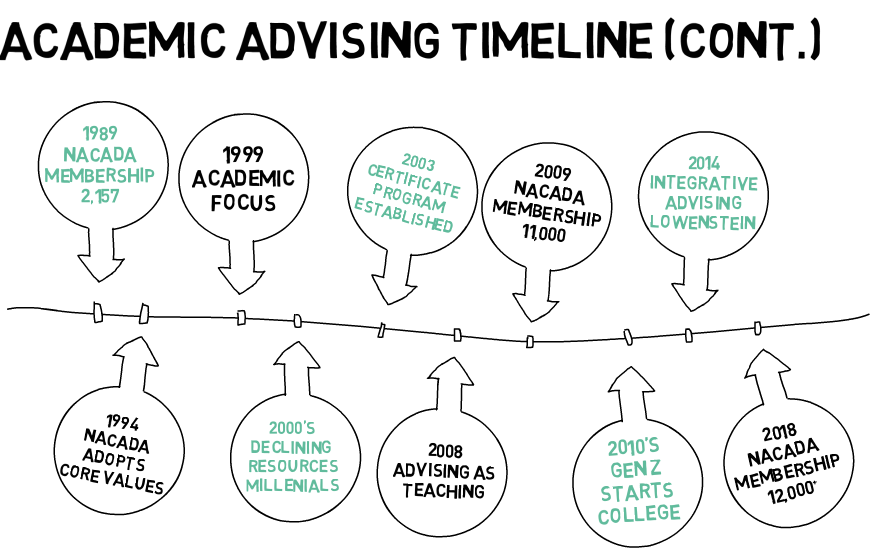 ACADEMIC ADVISING TIMELINE (CONT.)
1989
NACADA
MEMBERSHIP
2,157
1999
ACADEMIC
FOCUS
2003
CERTIFICATE
PROGRAM
ESTABLISHED
2009
NACADA
MEMBERSHIP
11,000
2014
INTEGRATIVE
ADVISING
LOWENSTEIN
1994
NACADA
ADOPTS
CORE VALUES
2000'S
DECLINING
RESOURCES
MILLENIALS
2008
ADVISING AS
TEACHING
2010'S
GEN Z
STARTS
COLLEGE
2018
NACADA
MEMBERSHIP
12,000+